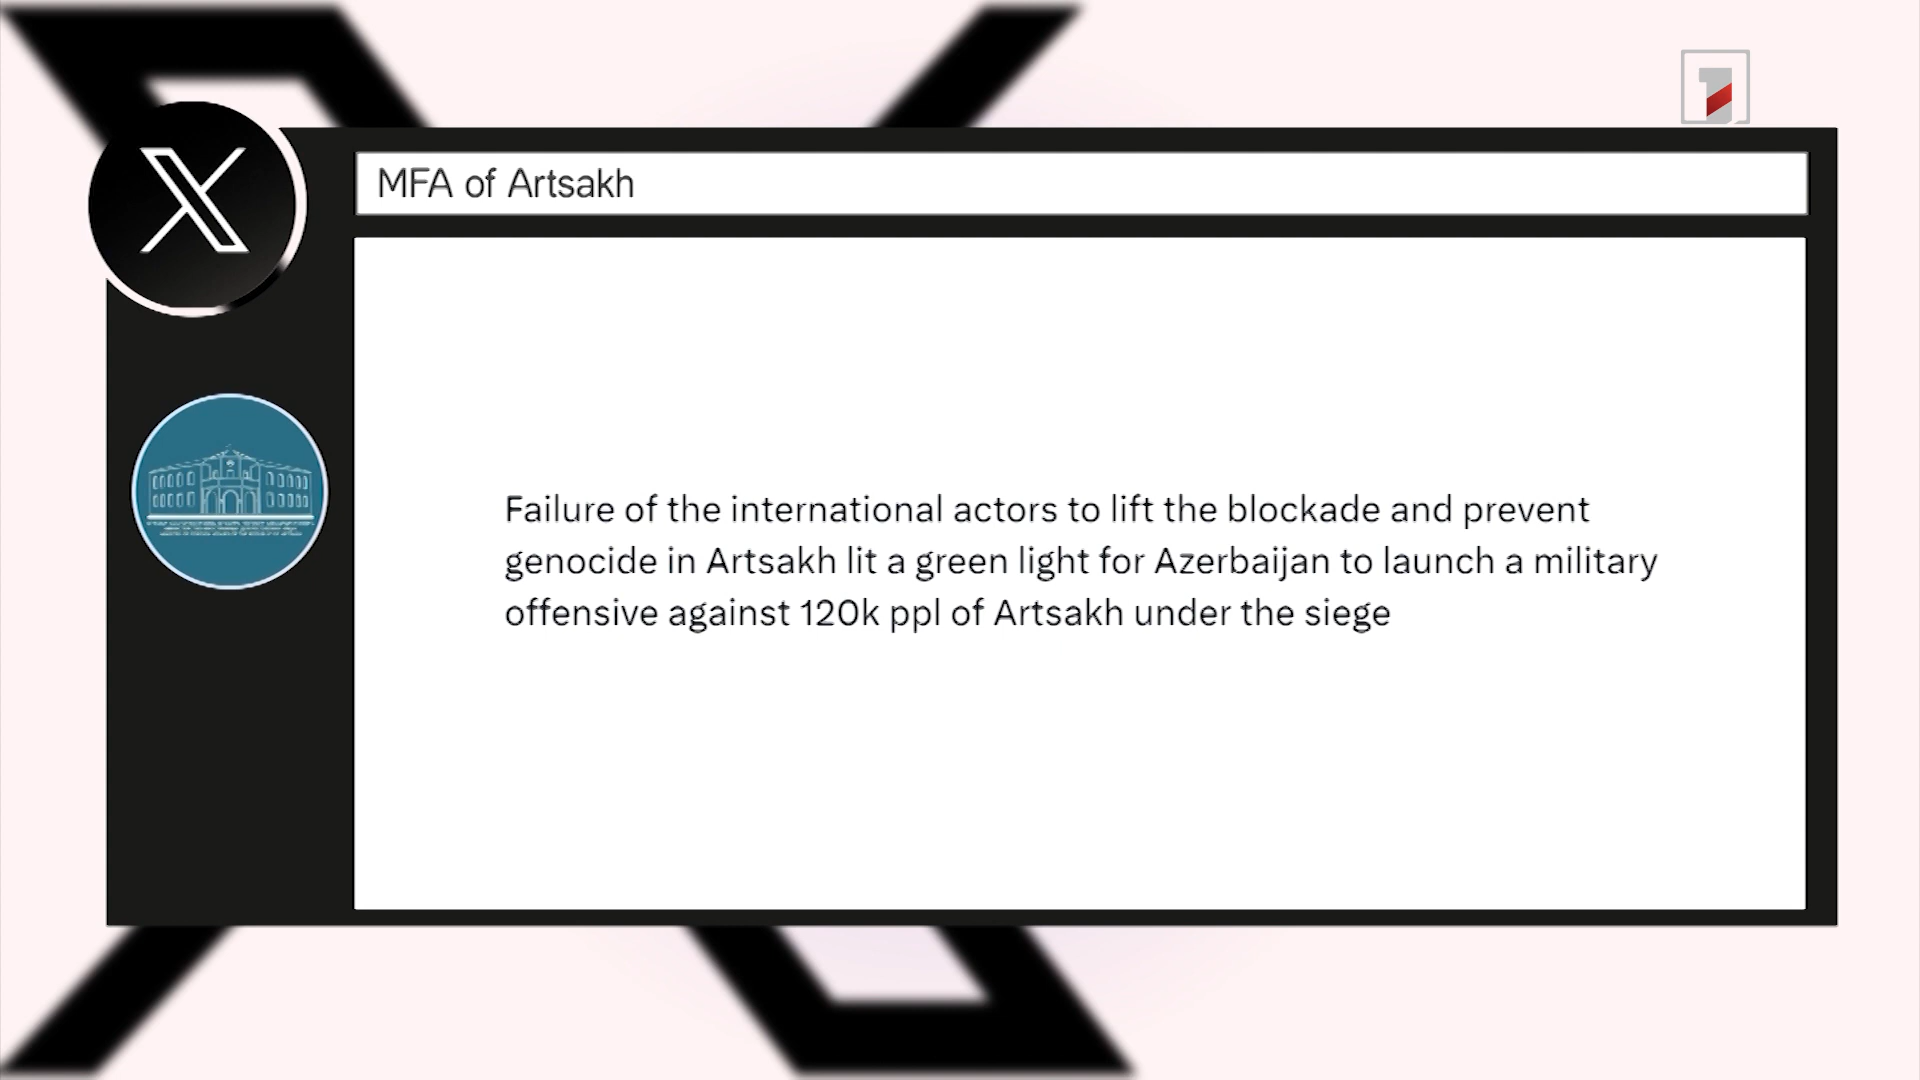 MFA of Artsakh
Failure of the international actors to lift the blockade and prevent
genocide in Artsakh lit a green light for Azerbaijan to launch a military
offensive against 120k ppl of Artsakh under the siege